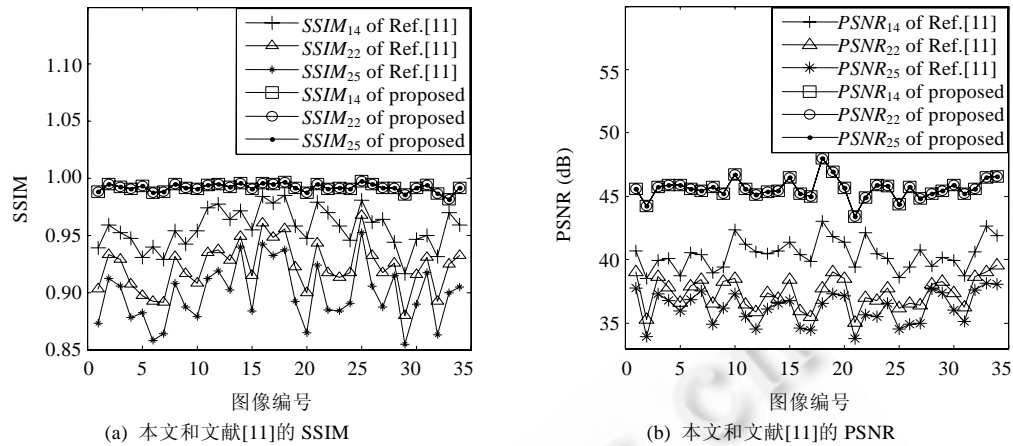 SSIM
1.10
1.05
1.00
0.95
0.90
0.85
SSIM14 of Ref.[11]
SSIM22 of Ref.[11]
SSIM25 of Ref.[11]
SSIM14 of proposed
SSIM22 of proposed
SSIM25 of proposed
0 5 10 15 20 25 30 35
图像编号
(a) 本文和文献[11]的 SSIM
PSNR (dB)
55
50
45
40
35
PSNR14 of Ref.[11]
PSNR22 of Ref.[11]
PSNR25 of Ref.[11]
PSNR14 of proposed
PSNR22 of proposed
PSNR25 of proposed
0 5 10 15 20 25 30 35
图像编号
(b) 本文和文献[11]的 PSNR